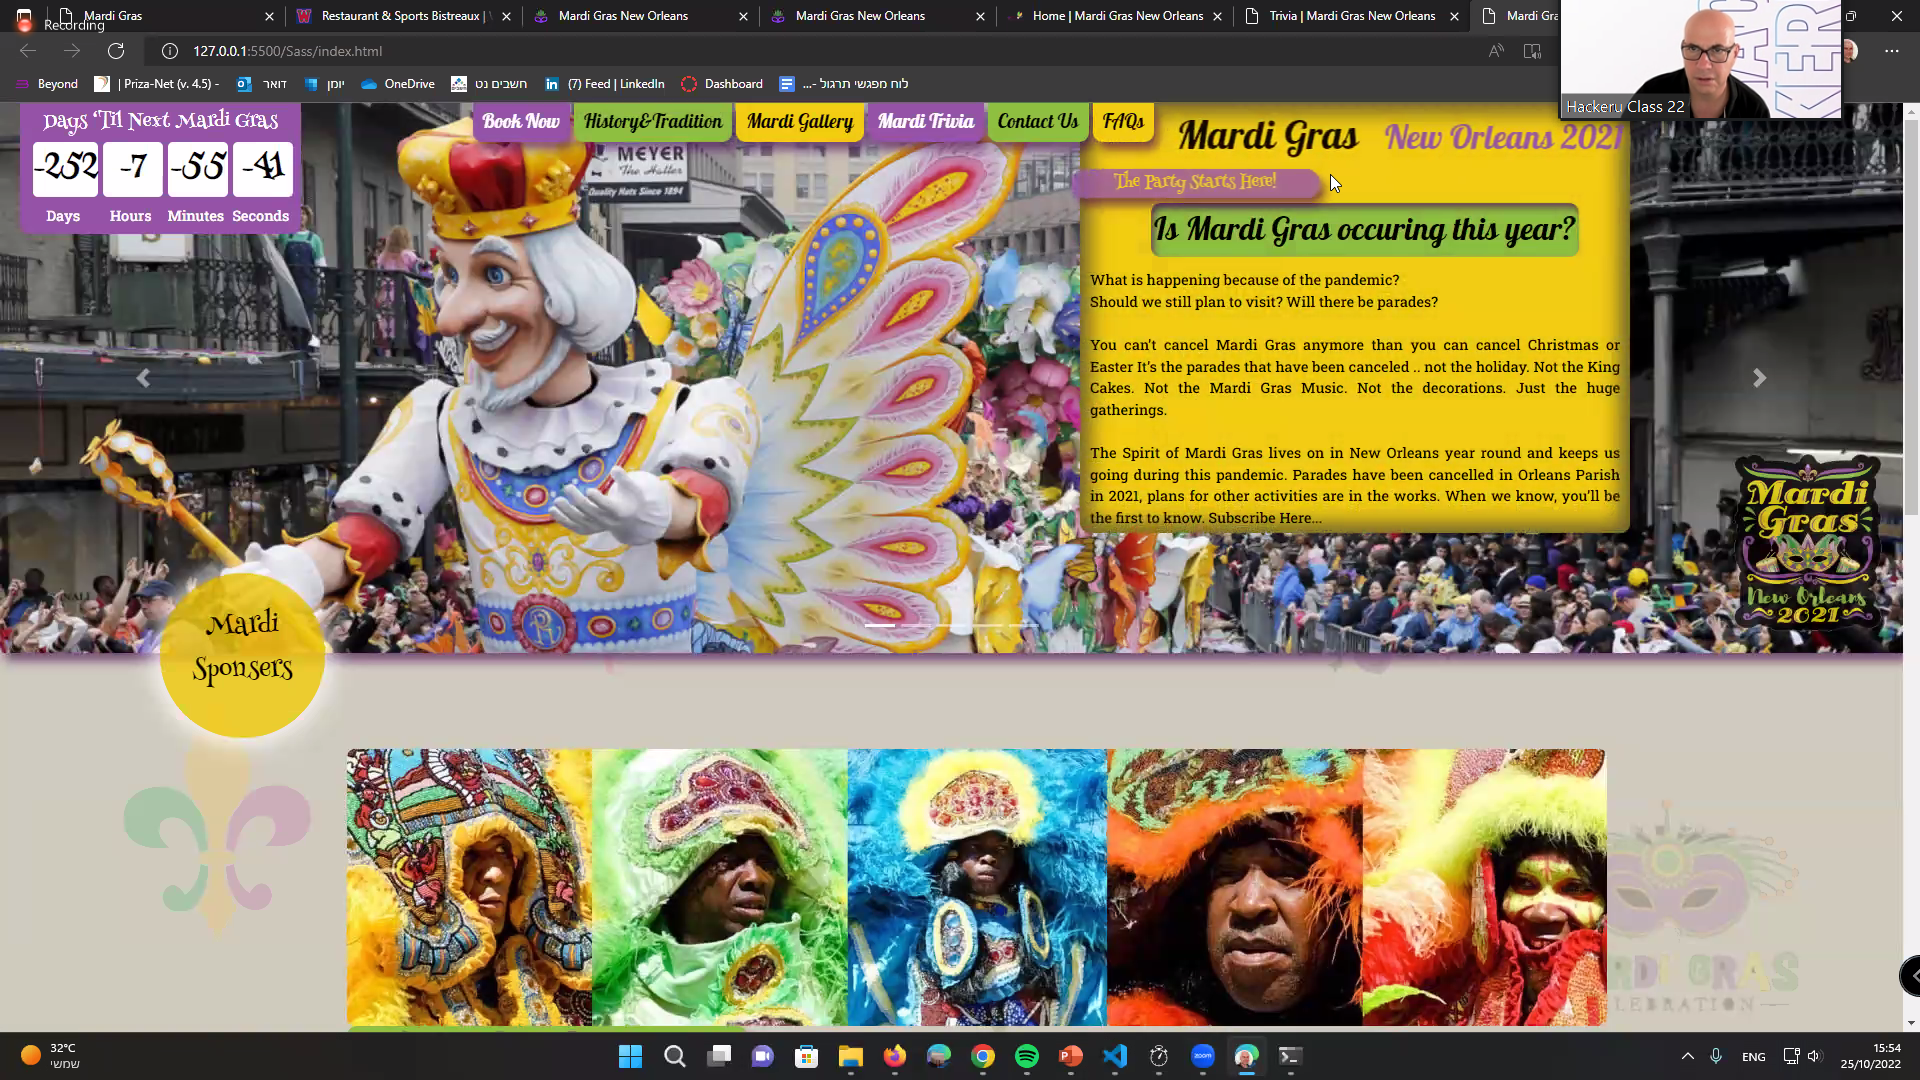 Recording
Mardi Gras
Restaurant & Sports Bistreaux |
Mardi Gras New Orleans
Mardi Gras New Orleans
Home | Mardi Gras New Orleans
Trivia | Mardi Gras New Orleans
Mardi Gra
127.0.0.1:5500/Sass/index.html
Beyond
| Priza-Net (v. 4.5) -
דואר
יומן
OneDrive
חשבים נט
(7) Feed | LinkedIn
Dashboard
לוח מפגשי תרגול -...
Hackeru Class 22
Days 'Til Next Mardi Gras
-252 -7 -55 -41
Days Hours Minutes Seconds
Book Now
History&Tradition
Mardi Gallery
Mardi Trivia
Contact Us
FAQs
MEYER
The Hatter
Quality Hats Since 1894
Mardi Gras New Orleans 2021
The Party Starts Here!
Is Mardi Gras occuring this year?
What is happening because of the pandemic?
Should we still plan to visit? Will there be parades?
You can't cancel Mardi Gras anymore than you can cancel Christmas or
Easter It's the parades that have been canceled .. not the holiday. Not the King
Cakes. Not the Mardi Gras Music. Not the decorations. Just the huge
gatherings.
The Spirit of Mardi Gras lives on in New Orleans year round and keeps us
going during this pandemic. Parades have been cancelled in Orleans Parish
in 2021, plans for other activities are in the works. When we know, you'll be
the first to know. Subscribe Here...
Mardi
Gras
New Orleans
2021
Mardi
Sponsers
RDI GRAS
ELEBRATION
32°C
שמשי
zoom
ENG
15:54
25/10/2022